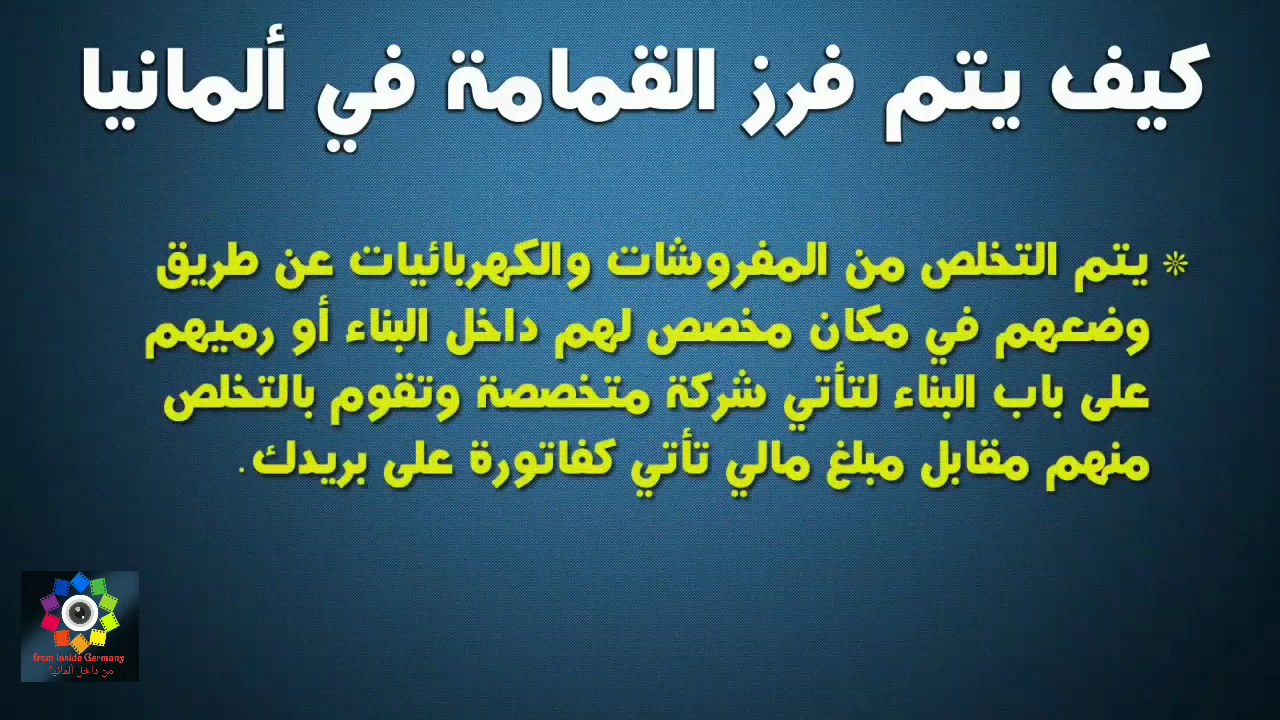 كيف يتم فرز القمامة في ألمانيا
❊ يتم التخلص من المفروشات والكهربائيات عن طريق
وضعهم في مكان مخصص لهم داخل البناء أو رميهم
على باب البناء لتأتي شركة متخصصة وتقوم بالتخلص
منهم مقابل مبلغ مالي تأتي كفاتورة على بريدك .
from Inside Germany
من داخل ألمانيا